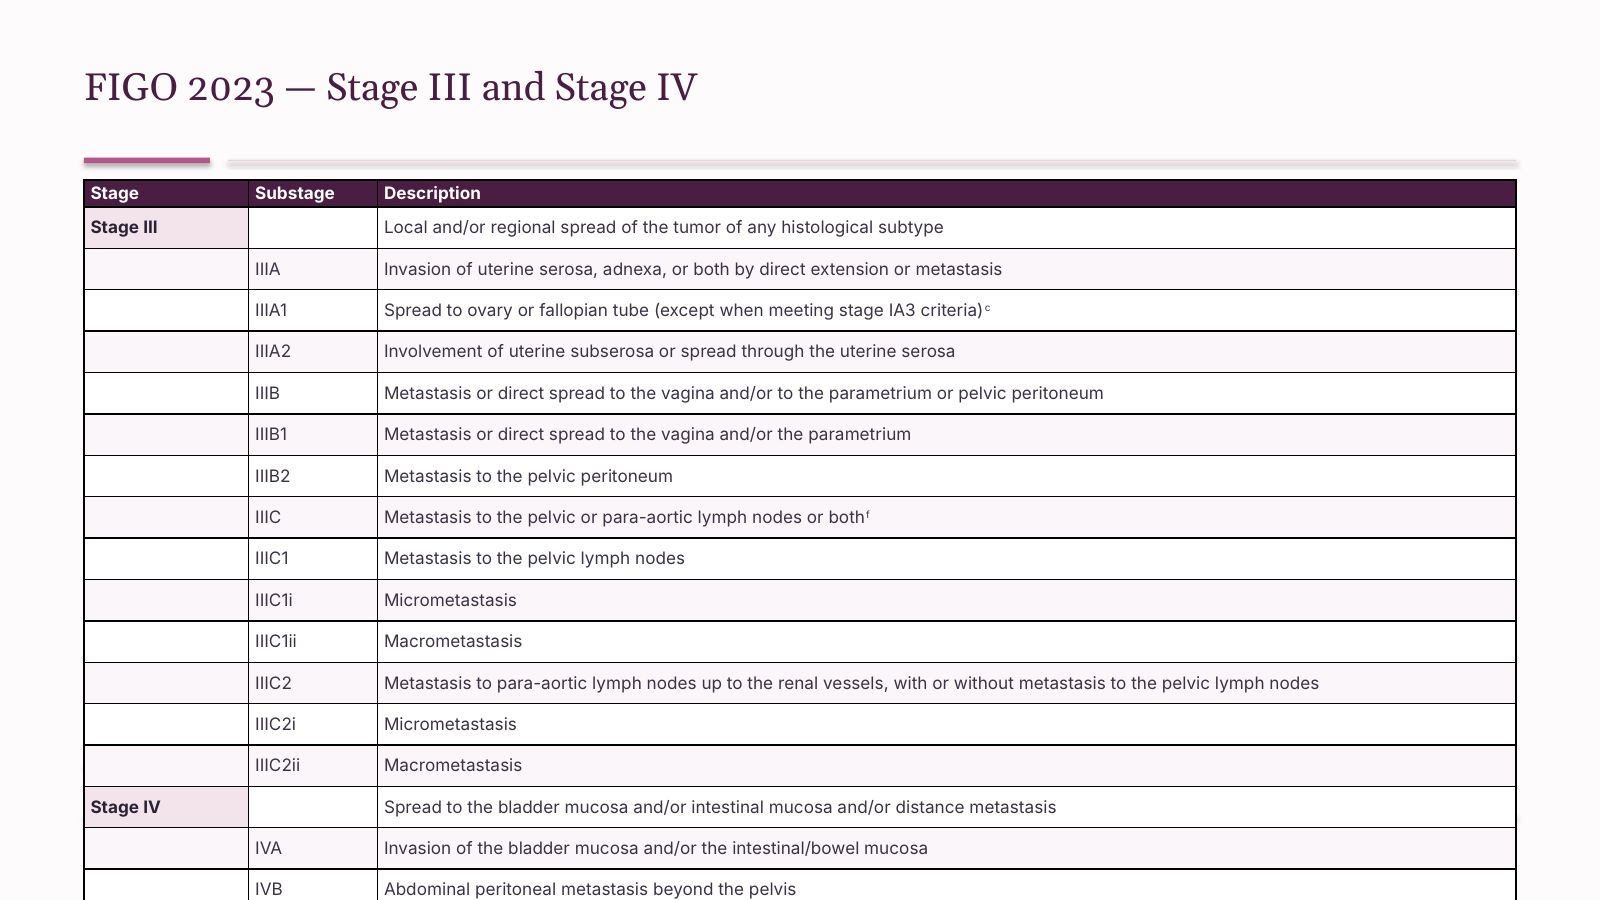 FIGO 2023 — Stage III and Stage IV
Stage Substage Description
Stage III Local and/or regional spread of the tumor of any histological subtype
IIIA Invasion of uterine serosa, adnexa, or both by direct extension or metastasis
IIIA1 Spread to ovary or fallopian tube (except when meeting stage IA3 criteria)ᶜ
IIIA2 Involvement of uterine subserosa or spread through the uterine serosa
IIIB Metastasis or direct spread to the vagina and/or to the parametrium or pelvic peritoneum
IIIB1 Metastasis or direct spread to the vagina and/or the parametrium
IIIB2 Metastasis to the pelvic peritoneum
IIIC Metastasis to the pelvic or para-aortic lymph nodes or bothᶠ
IIIC1 Metastasis to the pelvic lymph nodes
IIIC1i Micrometastasis
IIIC1ii Macrometastasis
IIIC2 Metastasis to para-aortic lymph nodes up to the renal vessels, with or without metastasis to the pelvic lymph nodes
IIIC2i Micrometastasis
IIIC2ii Macrometastasis
Stage IV Spread to the bladder mucosa and/or intestinal mucosa and/or distance metastasis
IVA Invasion of the bladder mucosa and/or the intestinal/bowel mucosa
IVB Abdominal peritoneal metastasis beyond the pelvis